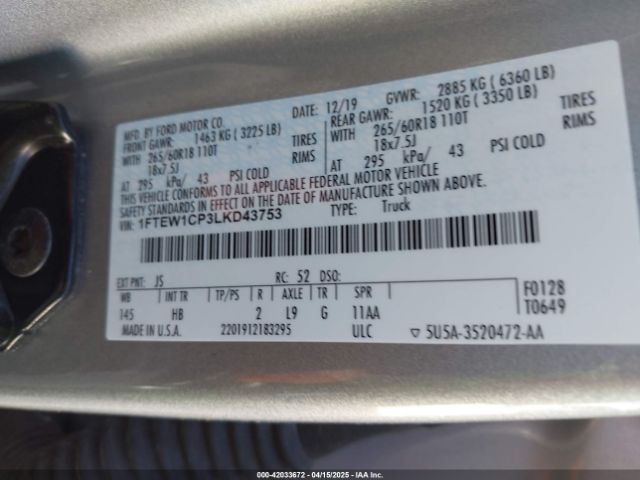 MFD. BY FORD MOTOR CO. DATE: 12/19 GVWR: 2885 KG ( 6360 LB)
FRONT GAWR: 1463 KG ( 3225 LB) REAR GAWR: 1520 KG ( 3350 LB)
WITH 265/60R18 110T TIRES WITH 265/60R18 110T TIRES
18x7.5J RIMS 18x7.5J RIMS
AT 295 kPa/ 43 PSI COLD AT 295 kPa/ 43 PSI COLD
THIS VEHICLE CONFORMS TO ALL APPLICABLE FEDERAL MOTOR VEHICLE
SAFETY STANDARDS IN EFFECT ON THE DATE OF MANUFACTURE SHOWN ABOVE.
VIN: 1FTEW1CP3LKD43753 TYPE: Truck
EXT PNT: JS RC: 52 DSO: F0128
WB INT TR TP/PS R AXLE TR SPR T0649
145 HB 2 L9 G 11AA
MADE IN U.S.A. 2201912183295 ULC ▽ 5U5A-3520472-AA
000-42033672 - 04/15/2025 - IAA Inc.